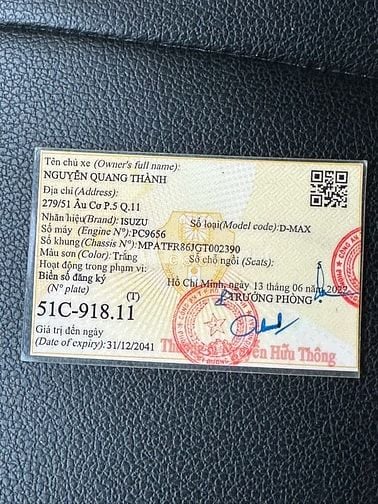 Tên chủ xe (Owner's full name):
NGUYỄN QUANG THÀNH
Địa chỉ (Address):
279/51 Âu Cơ P.5 Q.11
Nhãn hiệu(Brand): ISUZU Số loại(Model code):D-MAX
Số máy (Engine N°): PC9656
Số khung(Chassis N°): MPATFR86JGT002390
Màu sơn (Color): Trắng Số chỗ ngồi (Seats):
Hoạt động trong phạm vi:
Biển số đăng ký Hồ Chí Minh, ngày 13 tháng 06 năm 2022
(N° plate) (T) TRƯỞNG PHÒNG
51C-918.11
Giá trị đến ngày
(Date of expiry): 31/12/2041
Nguyễn Hữu Thông